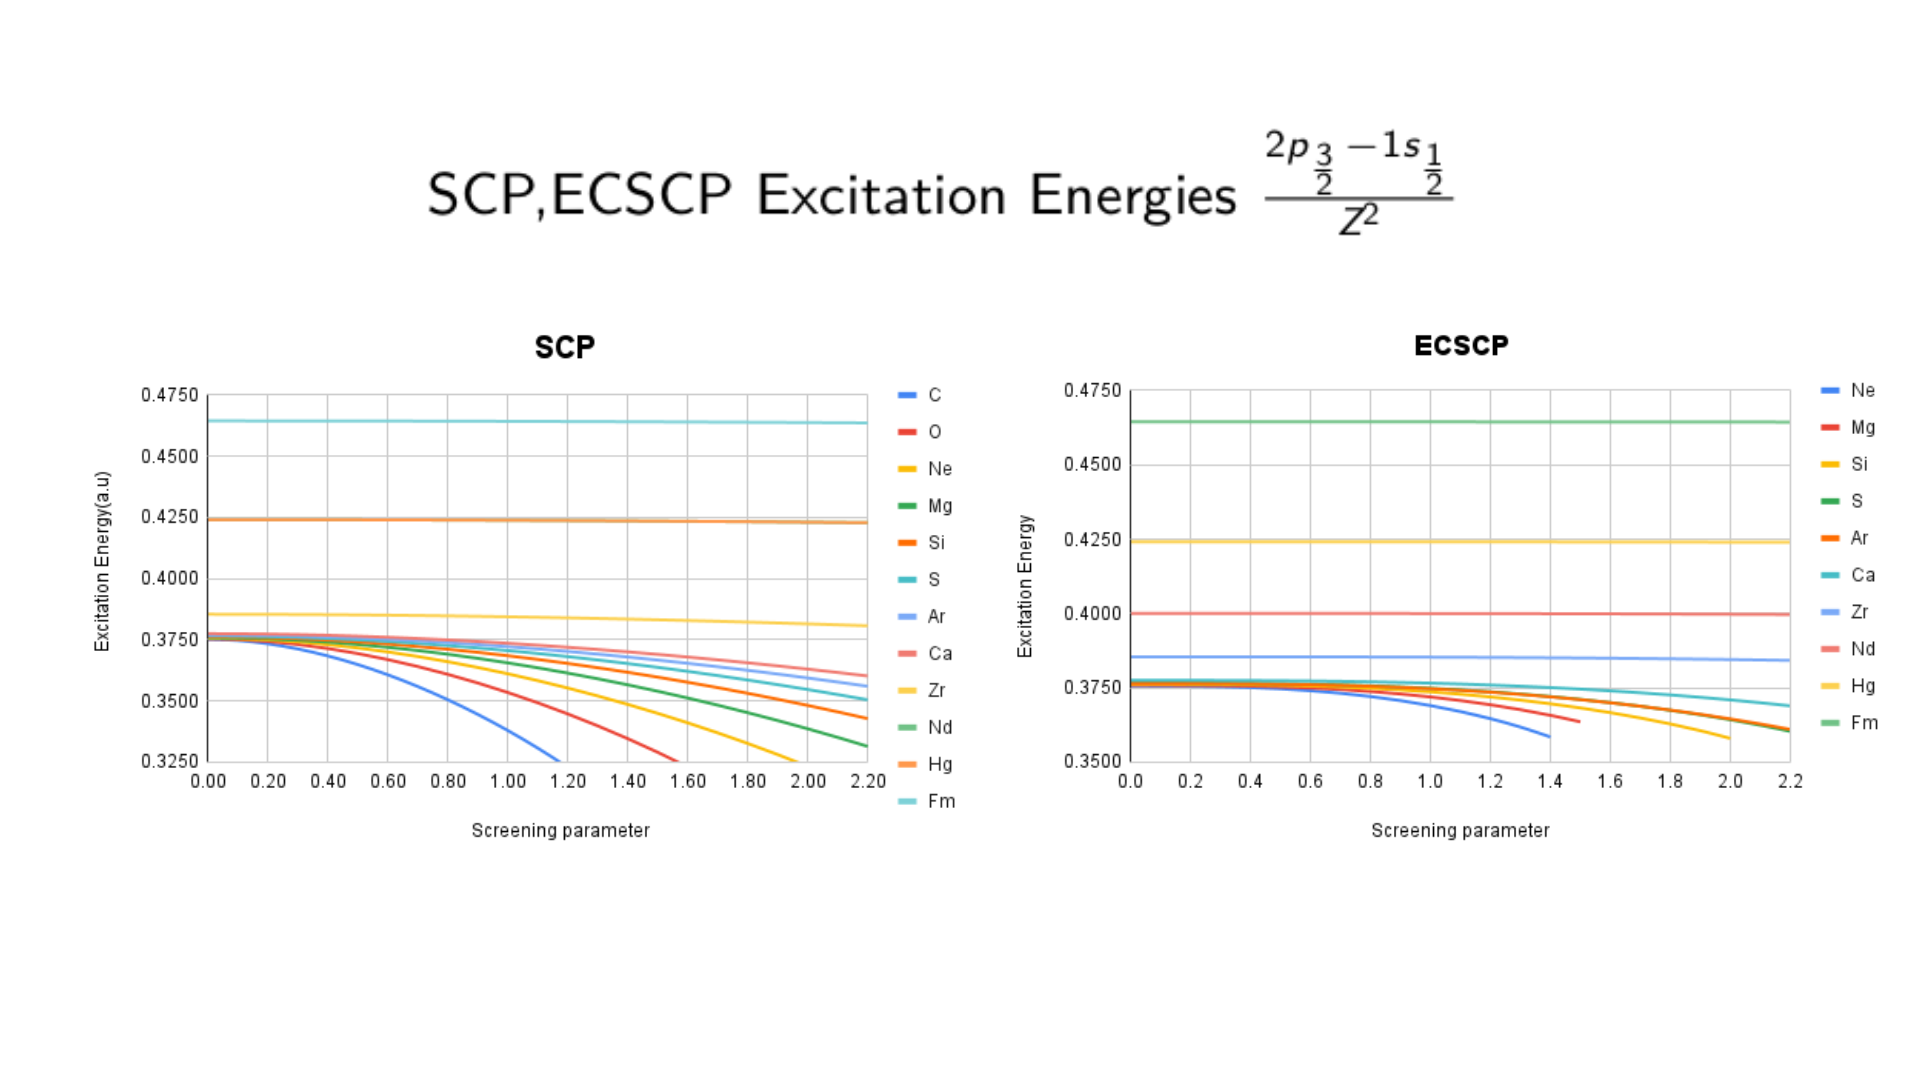 SCP,ECSCP Excitation Energies 2p 3/2 −1s 1/2 / Z²
SCP
0.4750
0.4500
0.4250
0.4000
0.3750
0.3500
0.3250
Excitation Energy(a.u)
0.00 0.20 0.40 0.60 0.80 1.00 1.20 1.40 1.60 1.80 2.00 2.20
Screening parameter
C
O
Ne
Mg
Si
S
Ar
Ca
Zr
Nd
Hg
Fm
ECSCP
0.4750
0.4500
0.4250
0.4000
0.3750
0.3500
Excitation Energy
0.0 0.2 0.4 0.6 0.8 1.0 1.2 1.4 1.6 1.8 2.0 2.2
Screening parameter
Ne
Mg
Si
S
Ar
Ca
Zr
Nd
Hg
Fm